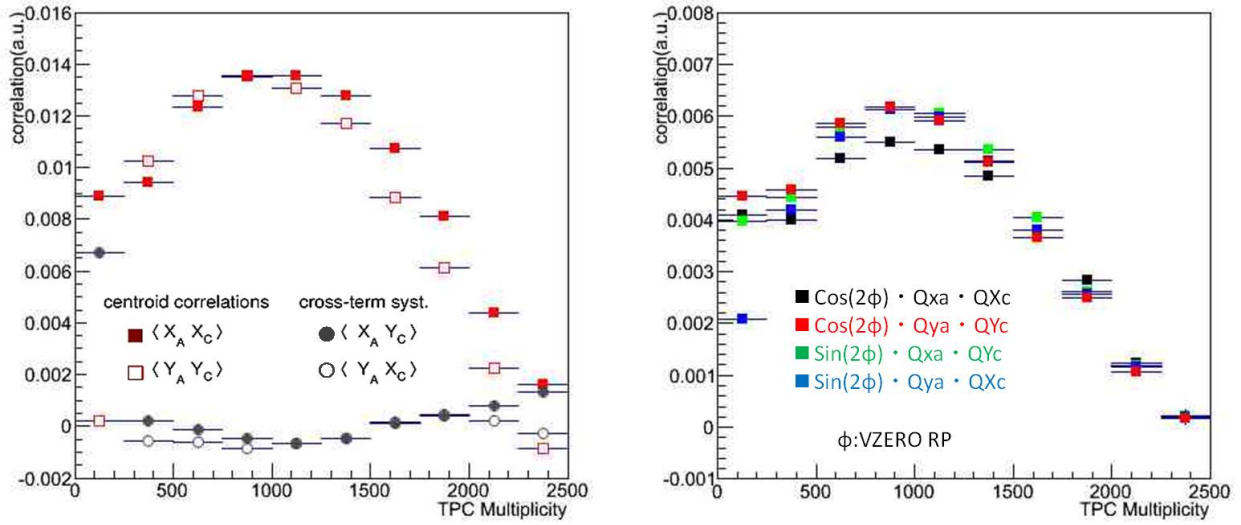 correlation(a.u.)
0.016
0.014
0.012
0.01
0.008
0.006
0.004
0.002
0
-0.002
centroid correlations cross-term syst.
⟨ X_A X_C ⟩ ⟨ X_A Y_C ⟩
⟨ Y_A Y_C ⟩ ⟨ Y_A X_C ⟩
0 500 1000 1500 2000 2500
TPC Multiplicity
correlation(a.u.)
0.008
0.007
0.006
0.005
0.004
0.003
0.002
0.001
0
-0.001
Cos(2ϕ)・Qxa・QXc
Cos(2ϕ)・Qya・QYc
Sin(2ϕ)・Qxa・QYc
Sin(2ϕ)・Qya・QXc
ϕ:VZERO RP
0 500 1000 1500 2000 2500
TPC Multiplicity